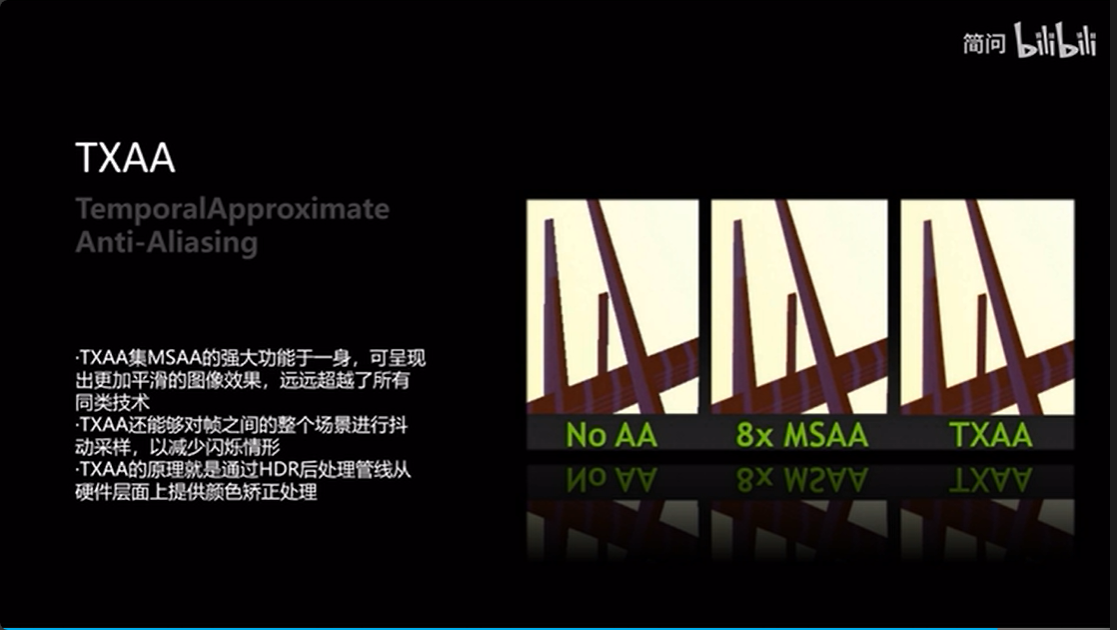 简问 bilibili
TXAA
TemporalApproximate
Anti-Aliasing
·TXAA集MSAA的强大功能于一身，可呈现
出更加平滑的图像效果，远远超越了所有
同类技术
·TXAA还能够对帧之间的整个场景进行抖
动采样，以减少闪烁情形
·TXAA的原理就是通过HDR后处理管线从
硬件层面上提供颜色矫正处理
No AA
8x MSAA
TXAA